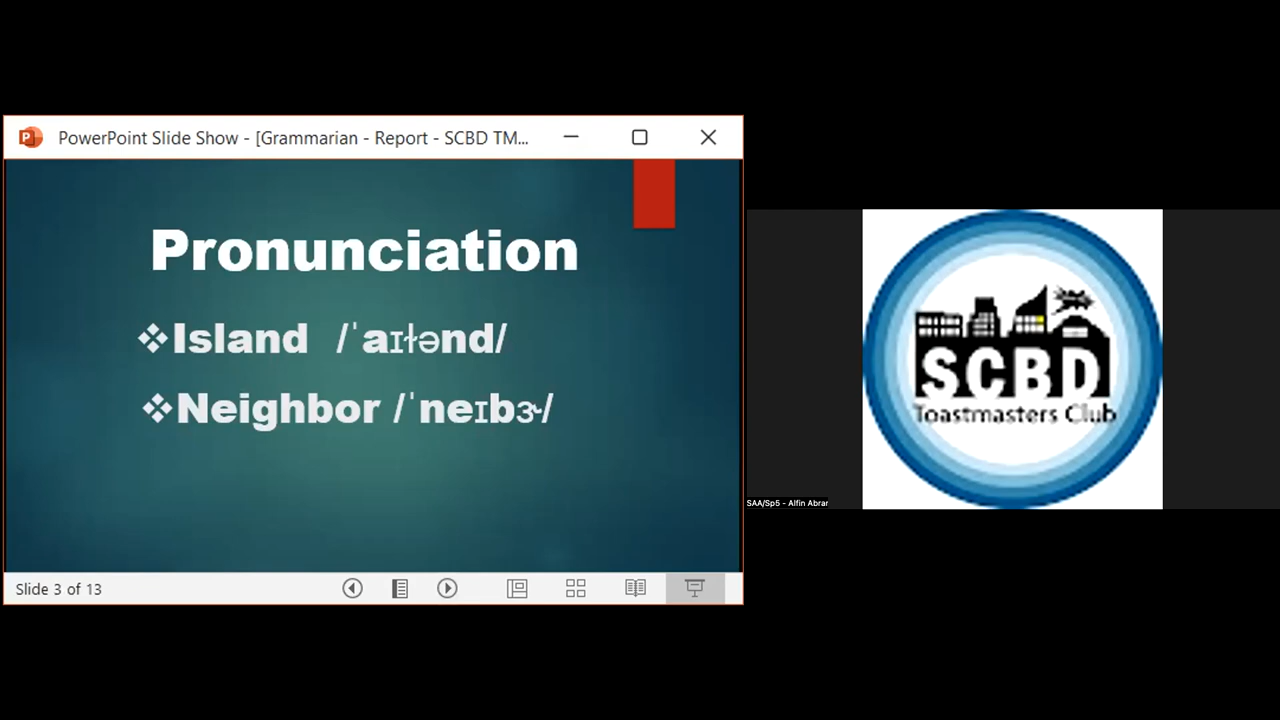 PowerPoint Slide Show - [Grammarian - Report - SCBD TM...
Pronunciation
❖Island /ˈaɪɫənd/
❖Neighbor /ˈneɪbɝ/
Slide 3 of 13
SCBD
Toastmasters Club
SAA/Sp5 - Alfin Abrar